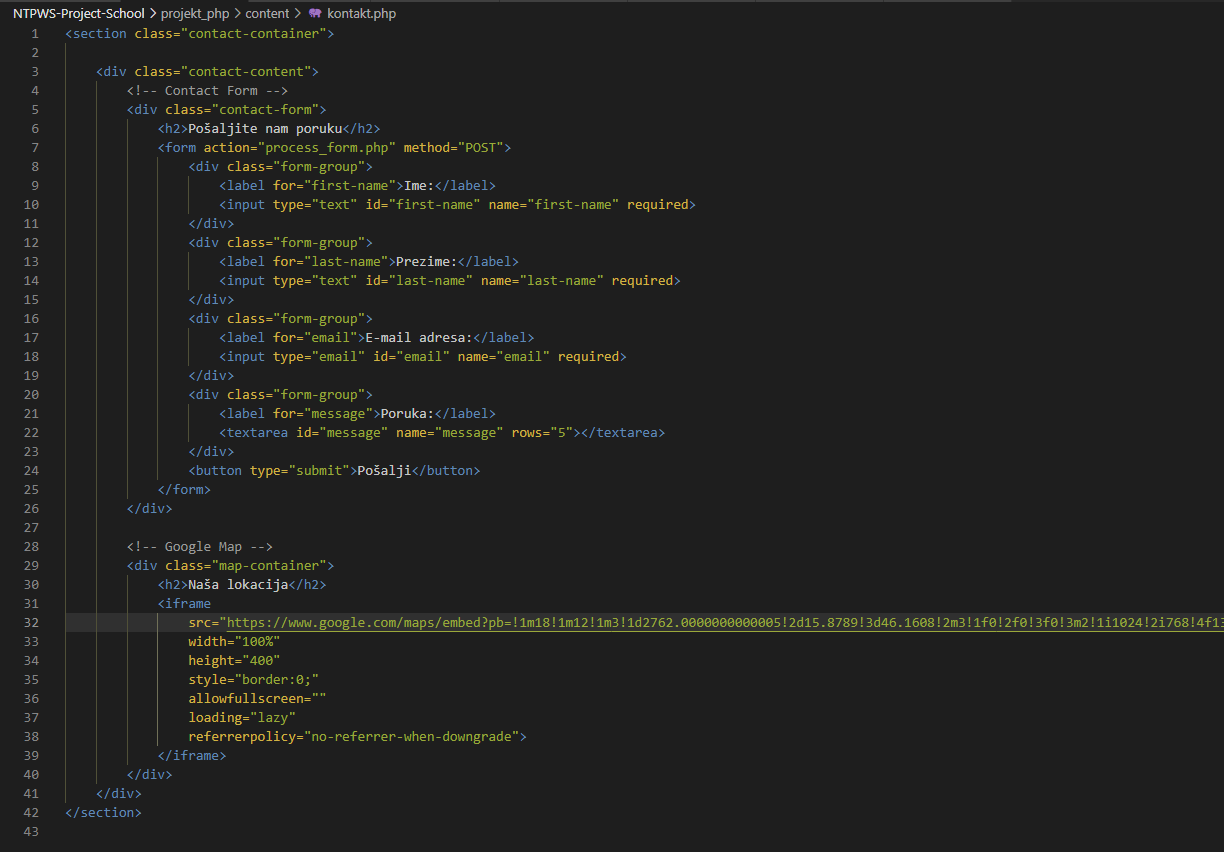 NTPWS-Project-School > projekt_php > content > kontakt.php
1 <section class="contact-container">
2
3 <div class="contact-content">
4 <!-- Contact Form -->
5 <div class="contact-form">
6 <h2>Pošaljite nam poruku</h2>
7 <form action="process_form.php" method="POST">
8 <div class="form-group">
9 <label for="first-name">Ime:</label>
10 <input type="text" id="first-name" name="first-name" required>
11 </div>
12 <div class="form-group">
13 <label for="last-name">Prezime:</label>
14 <input type="text" id="last-name" name="last-name" required>
15 </div>
16 <div class="form-group">
17 <label for="email">E-mail adresa:</label>
18 <input type="email" id="email" name="email" required>
19 </div>
20 <div class="form-group">
21 <label for="message">Poruka:</label>
22 <textarea id="message" name="message" rows="5"></textarea>
23 </div>
24 <button type="submit">Pošalji</button>
25 </form>
26 </div>
27
28 <!-- Google Map -->
29 <div class="map-container">
30 <h2>Naša lokacija</h2>
31 <iframe
32 src="https://www.google.com/maps/embed?pb=!1m18!1m12!1m3!1d2762.0000000000005!2d15.8789!3d46.1608!2m3!1f0!2f0!3f0!3m2!1i1024!2i768!4f13
33 width="100%"
34 height="400"
35 style="border:0;"
36 allowfullscreen=""
37 loading="lazy"
38 referrerpolicy="no-referrer-when-downgrade">
39 </iframe>
40 </div>
41 </div>
42 </section>
43